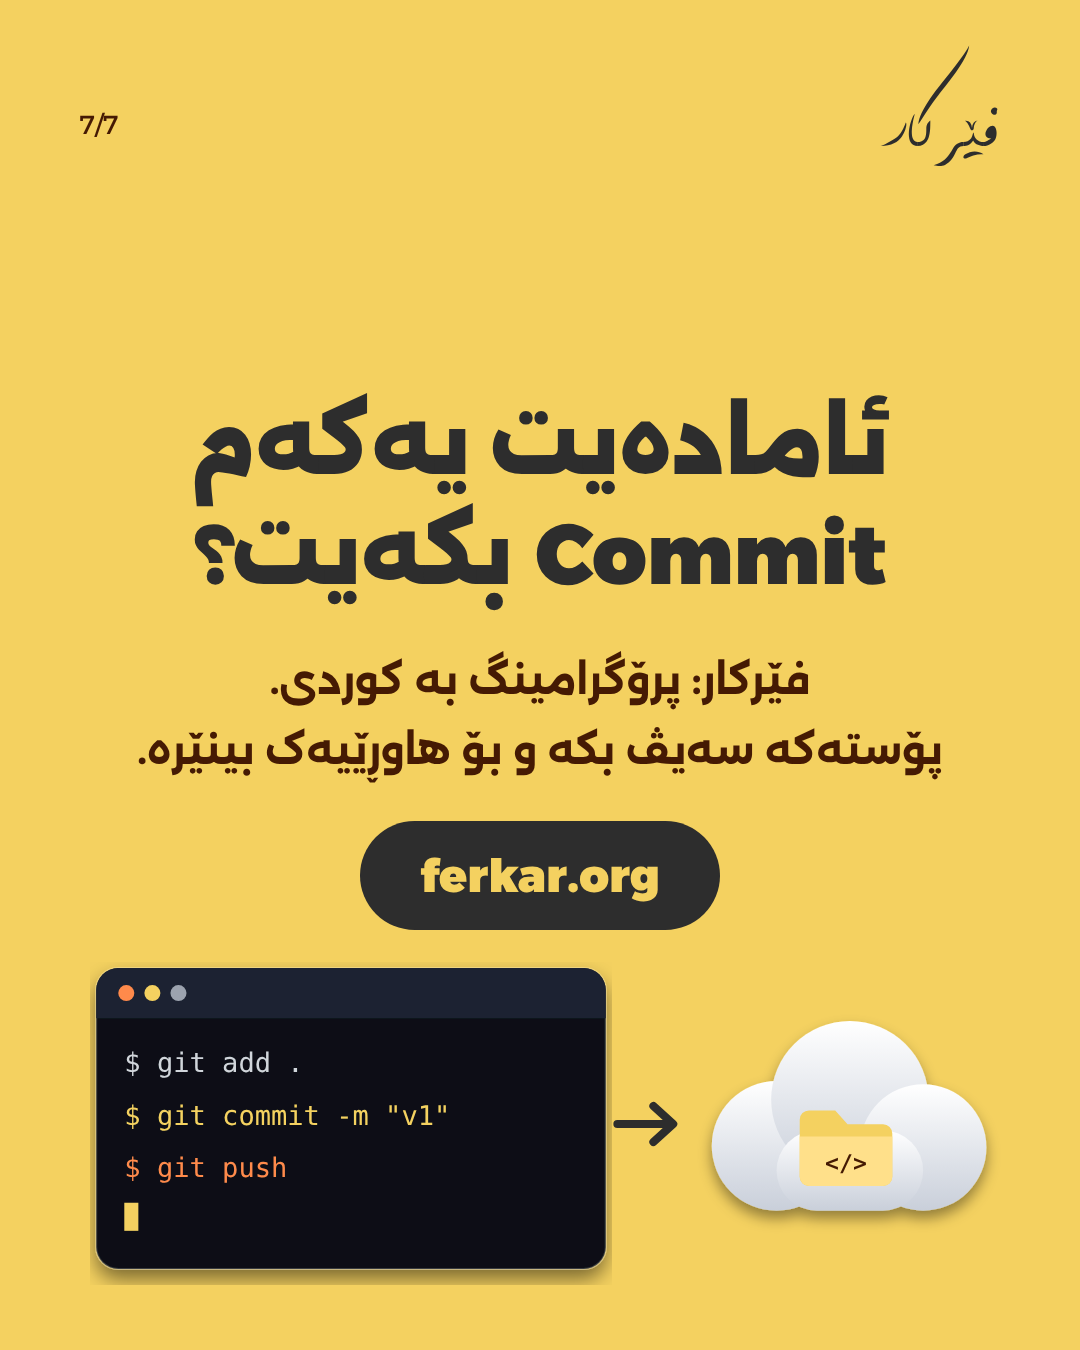 7/7
فێرکار
ئامادەیت یەکەم
Commit بکەیت؟
فێرکار: پرۆگرامینگ بە کوردی.
پۆستەکە سەیڤ بکە و بۆ هاوڕێیەک بینێرە.
ferkar.org
$ git add .
$ git commit -m "v1"
$ git push
</>